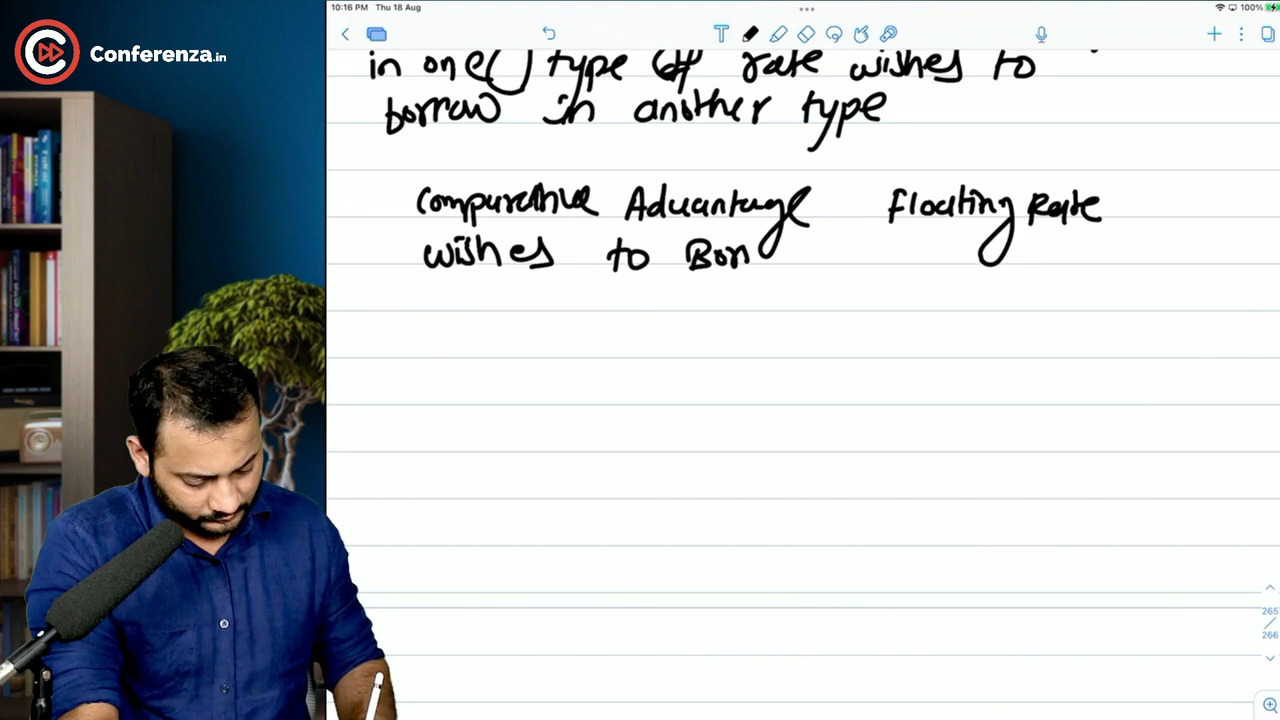 10:16 PM Thu 18 Aug
100%
Conferenza.in
in one type of rate wishes to
borrow in another type
Comparative Advantage Floating Rate
wishes to Borr
265
266